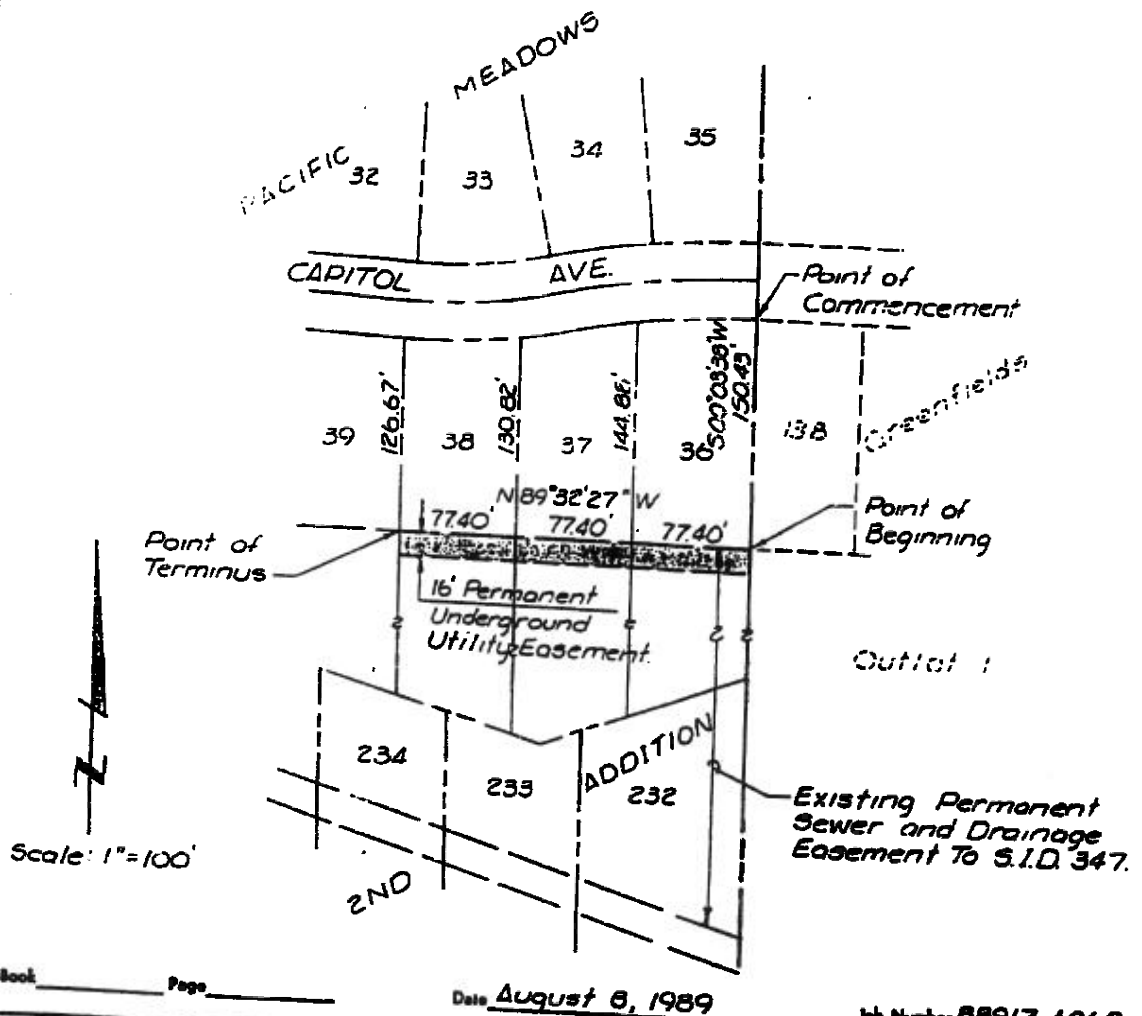 PACIFIC MEADOWS
32
33
34
35
CAPITOL AVE.
Point of
Commencement
126.67'
130.82'
144.86'
S00°03'38"W
150.43'
39
38
37
36
138
Greenfields
N 89°32'27" W
77.40'
77.40'
77.40'
Point of
Beginning
Point of
Terminus
16' Permanent
Underground
Utility Easement.
Outlot 1
ADDITION
234
233
232
Existing Permanent
Sewer and Drainage
Easement To S.I.D. 347.
Scale: 1"=100'
2ND
Book Page
Date August 8, 1989